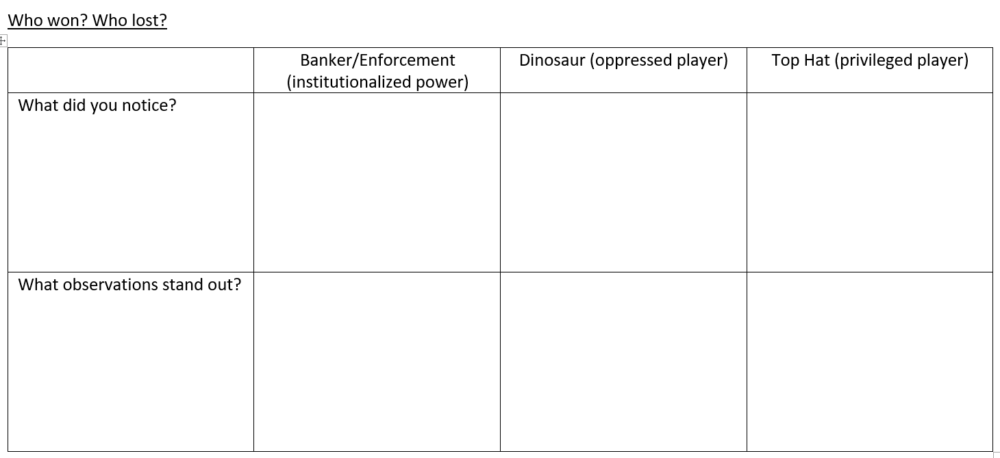 Who won? Who lost?
Banker/Enforcement
(institutionalized power)
Dinosaur (oppressed player)
Top Hat (privileged player)
What did you notice?
What observations stand out?